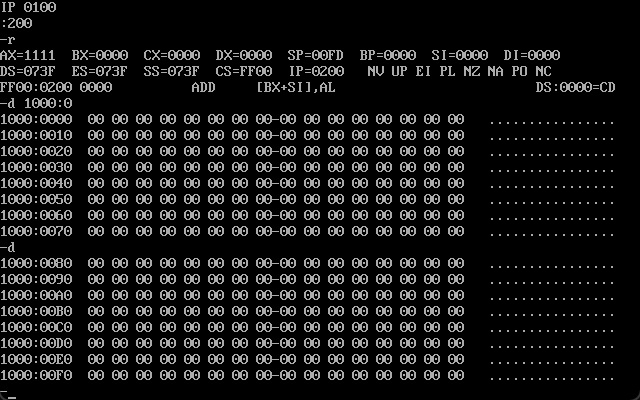 IP 0100
:200
-r
AX=1111  BX=0000  CX=0000  DX=0000  SP=00FD  BP=0000  SI=0000  DI=0000
DS=073F  ES=073F  SS=073F  CS=FF00  IP=0200   NV UP EI PL NZ NA PO NC
FF00:0200 0000          ADD     [BX+SI],AL                         DS:0000=CD
-d 1000:0
1000:0000  00 00 00 00 00 00 00 00-00 00 00 00 00 00 00 00   ................
1000:0010  00 00 00 00 00 00 00 00-00 00 00 00 00 00 00 00   ................
1000:0020  00 00 00 00 00 00 00 00-00 00 00 00 00 00 00 00   ................
1000:0030  00 00 00 00 00 00 00 00-00 00 00 00 00 00 00 00   ................
1000:0040  00 00 00 00 00 00 00 00-00 00 00 00 00 00 00 00   ................
1000:0050  00 00 00 00 00 00 00 00-00 00 00 00 00 00 00 00   ................
1000:0060  00 00 00 00 00 00 00 00-00 00 00 00 00 00 00 00   ................
1000:0070  00 00 00 00 00 00 00 00-00 00 00 00 00 00 00 00   ................
-d
1000:0080  00 00 00 00 00 00 00 00-00 00 00 00 00 00 00 00   ................
1000:0090  00 00 00 00 00 00 00 00-00 00 00 00 00 00 00 00   ................
1000:00A0  00 00 00 00 00 00 00 00-00 00 00 00 00 00 00 00   ................
1000:00B0  00 00 00 00 00 00 00 00-00 00 00 00 00 00 00 00   ................
1000:00C0  00 00 00 00 00 00 00 00-00 00 00 00 00 00 00 00   ................
1000:00D0  00 00 00 00 00 00 00 00-00 00 00 00 00 00 00 00   ................
1000:00E0  00 00 00 00 00 00 00 00-00 00 00 00 00 00 00 00   ................
1000:00F0  00 00 00 00 00 00 00 00-00 00 00 00 00 00 00 00   ................
-_